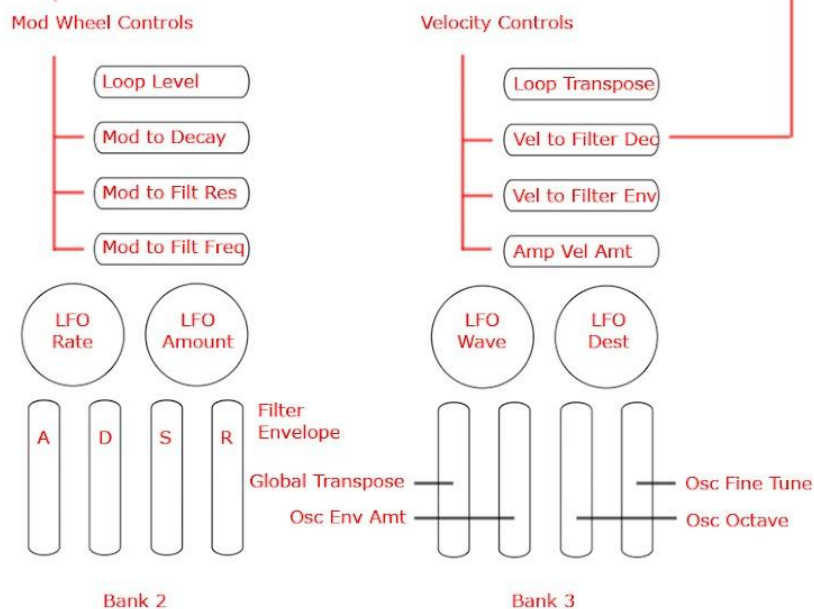 Mod Wheel Controls
Loop Level
Mod to Decay
Mod to Filt Res
Mod to Filt Freq
LFO
Rate
LFO
Amount
A
D
S
R
Filter
Envelope
Bank 2
Velocity Controls
Loop Transpose
Vel to Filter Dec
Vel to Filter Env
Amp Vel Amt
LFO
Wave
LFO
Dest
Global Transpose
Osc Env Amt
Osc Fine Tune
Osc Octave
Bank 3